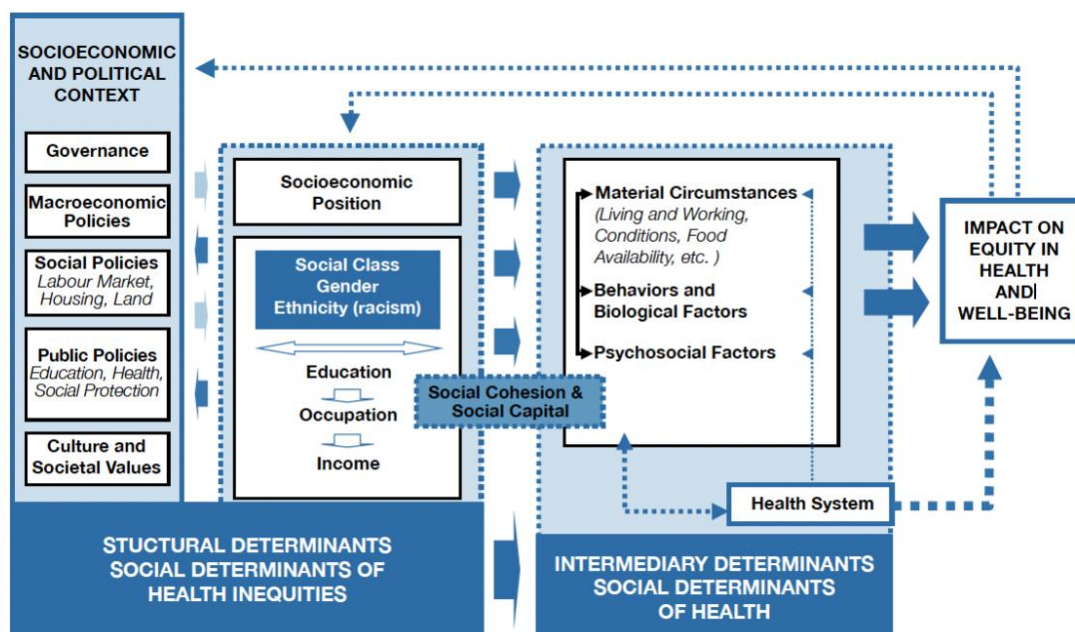 SOCIOECONOMIC
AND POLITICAL
CONTEXT
Governance
Macroeconomic
Policies
Social Policies
Labour Market,
Housing, Land
Public Policies
Education, Health,
Social Protection
Culture and
Societal Values
Socioeconomic
Position
Social Class
Gender
Ethnicity (racism)
Education
Occupation
Income
Social Cohesion &
Social Capital
Material Circumstances
(Living and Working,
Conditions, Food
Availability, etc. )
Behaviors and
Biological Factors
Psychosocial Factors
Health System
IMPACT ON
EQUITY IN
HEALTH
AND
WELL-BEING
STUCTURAL DETERMINANTS
SOCIAL DETERMINANTS OF
HEALTH INEQUITIES
INTERMEDIARY DETERMINANTS
SOCIAL DETERMINANTS
OF HEALTH